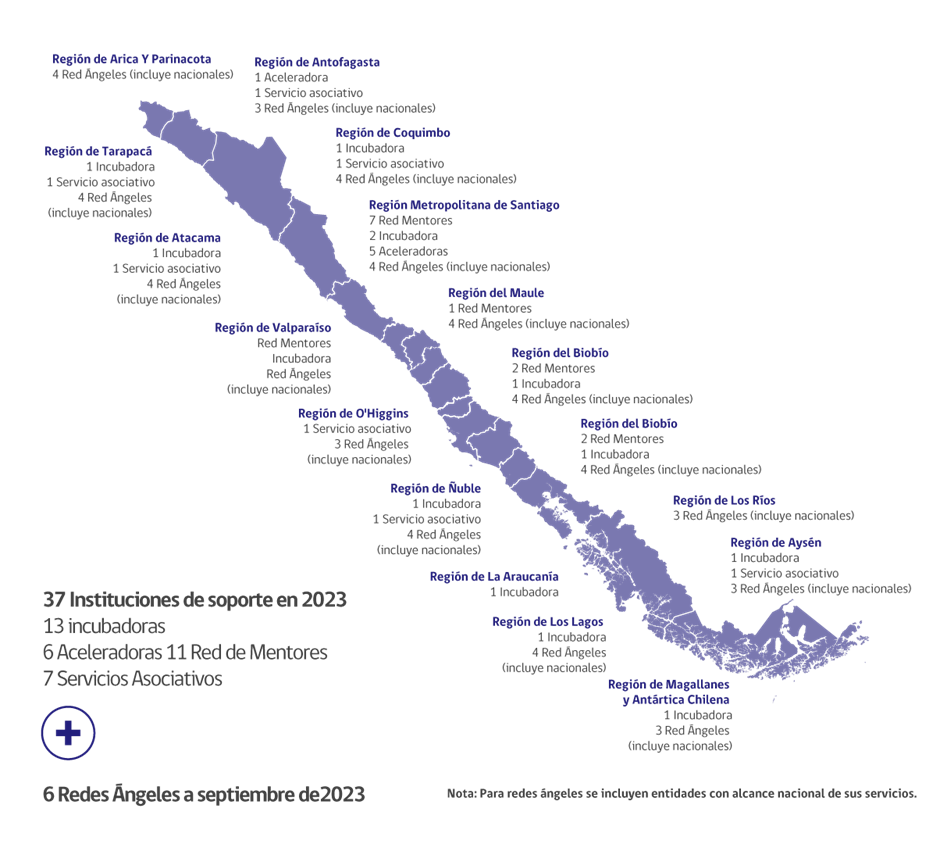 Región de Arica Y Parinacota
4 Red Ángeles (incluye nacionales)
Región de Antofagasta
1 Aceleradora
1 Servicio asociativo
3 Red Ángeles (incluye nacionales)
Región de Coquimbo
1 Incubadora
1 Servicio asociativo
4 Red Ángeles (incluye nacionales)
Región de Tarapacá
1 Incubadora
1 Servicio asociativo
4 Red Ángeles
(incluye nacionales)
Región Metropolitana de Santiago
7 Red Mentores
2 Incubadora
5 Aceleradoras
4 Red Ángeles (incluye nacionales)
Región de Atacama
1 Incubadora
1 Servicio asociativo
4 Red Ángeles
(incluye nacionales)
Región del Maule
1 Red Mentores
4 Red Ángeles (incluye nacionales)
Región de Valparaíso
Red Mentores
Incubadora
Red Ángeles
(incluye nacionales)
Región del Biobío
2 Red Mentores
1 Incubadora
4 Red Ángeles (incluye nacionales)
Región de O'Higgins
1 Servicio asociativo
3 Red Ángeles
(incluye nacionales)
Región del Biobío
2 Red Mentores
1 Incubadora
4 Red Ángeles (incluye nacionales)
Región de Ñuble
1 Incubadora
1 Servicio asociativo
4 Red Ángeles
(incluye nacionales)
Región de Los Ríos
3 Red Ángeles (incluye nacionales)
Región de Aysén
1 Incubadora
1 Servicio asociativo
3 Red Ángeles (incluye nacionales)
Región de La Araucanía
1 Incubadora
Región de Los Lagos
1 Incubadora
4 Red Ángeles
(incluye nacionales)
Región de Magallanes
y Antártica Chilena
1 Incubadora
3 Red Ángeles
(incluye nacionales)
37 Instituciones de soporte en 2023
13 incubadoras
6 Aceleradoras 11 Red de Mentores
7 Servicios Asociativos
+
6 Redes Ángeles a septiembre de2023
Nota: Para redes ángeles se incluyen entidades con alcance nacional de sus servicios.